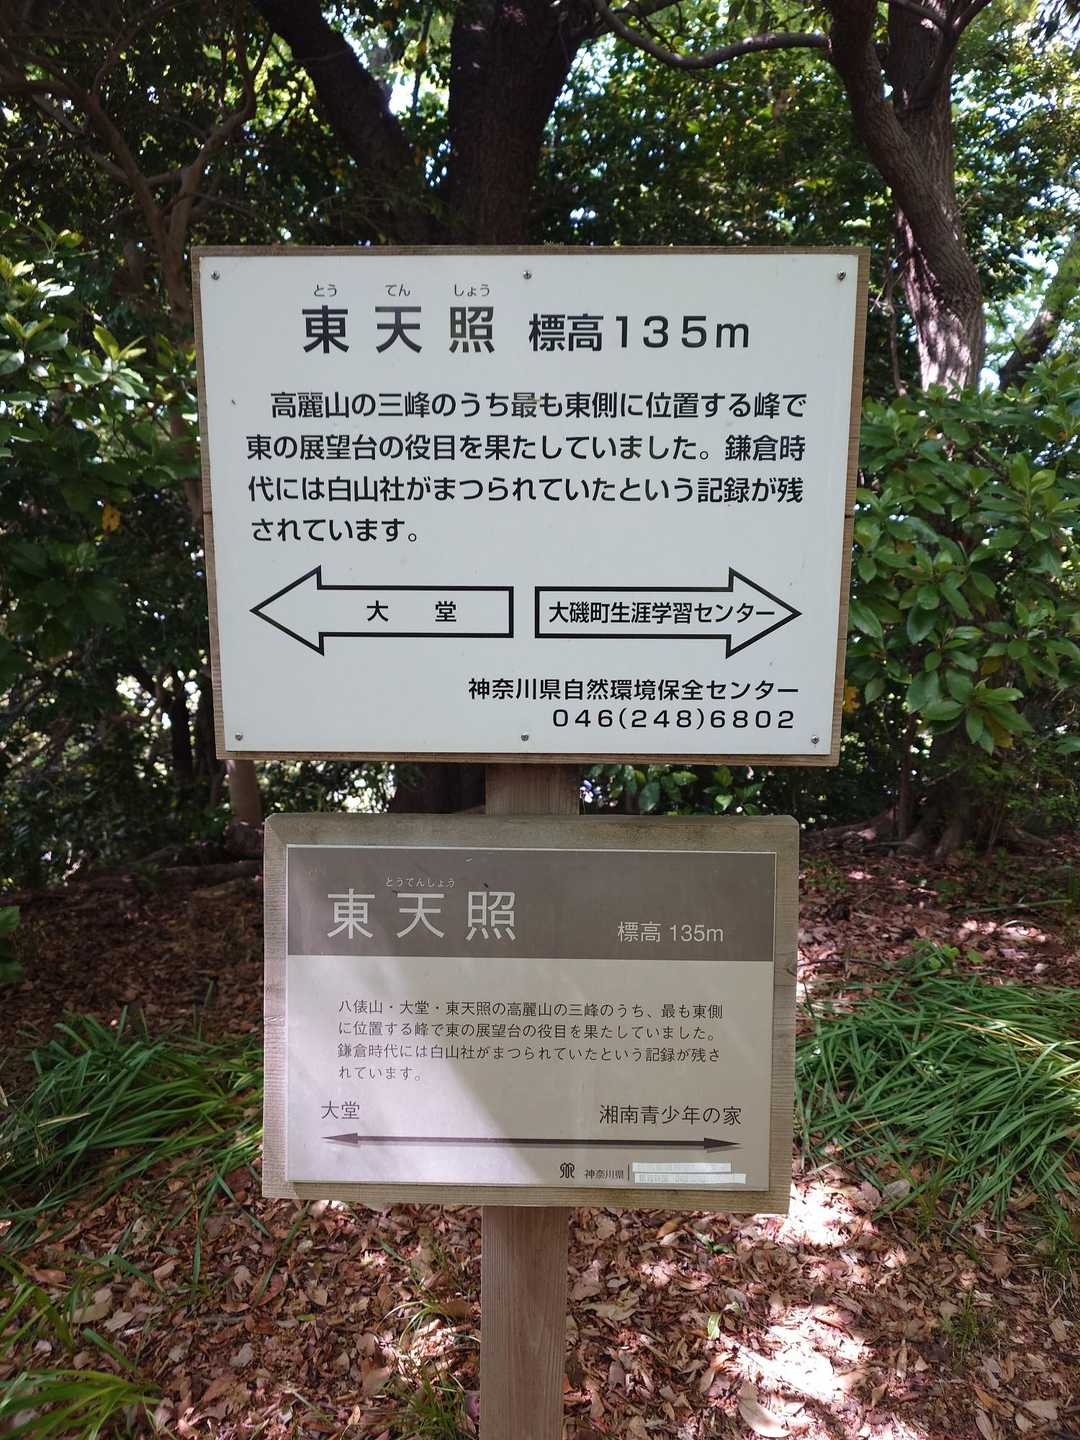 とう てん しょう
東天照 標高135m
高麗山の三峰のうち最も東側に位置する峰で
東の展望台の役目を果たしていました。鎌倉時
代には白山社がまつられていたという記録が残
されています。
大堂 大磯町生涯学習センター
神奈川県自然環境保全センター
046(248)6802
とうてんしょう
東天照 標高 135m
八俵山・大堂・東天照の高麗山の三峰のうち、最も東側
に位置する峰で東の展望台の役目を果たしていました。
鎌倉時代には白山社がまつられていたという記録が残さ
れています。
大堂 湘南青少年の家
神奈川県